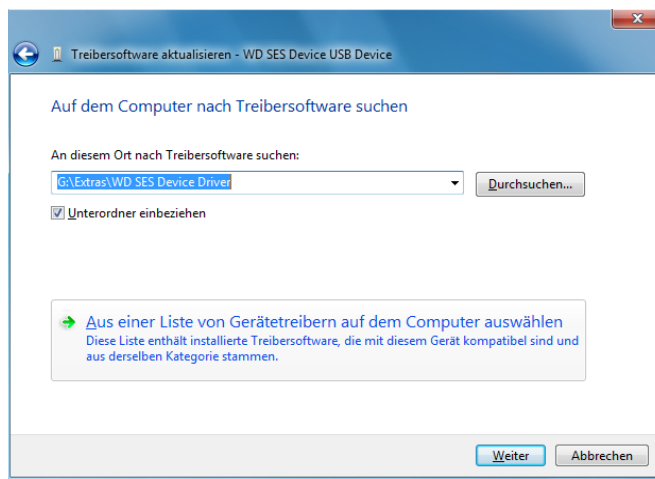 Treibersoftware aktualisieren - WD SES Device USB Device
Auf dem Computer nach Treibersoftware suchen
An diesem Ort nach Treibersoftware suchen:
G:\Extras\WD SES Device Driver
Durchsuchen...
Unterordner einbeziehen
Aus einer Liste von Gerätetreibern auf dem Computer auswählen
Diese Liste enthält installierte Treibersoftware, die mit diesem Gerät kompatibel sind und
aus derselben Kategorie stammen.
Weiter
Abbrechen